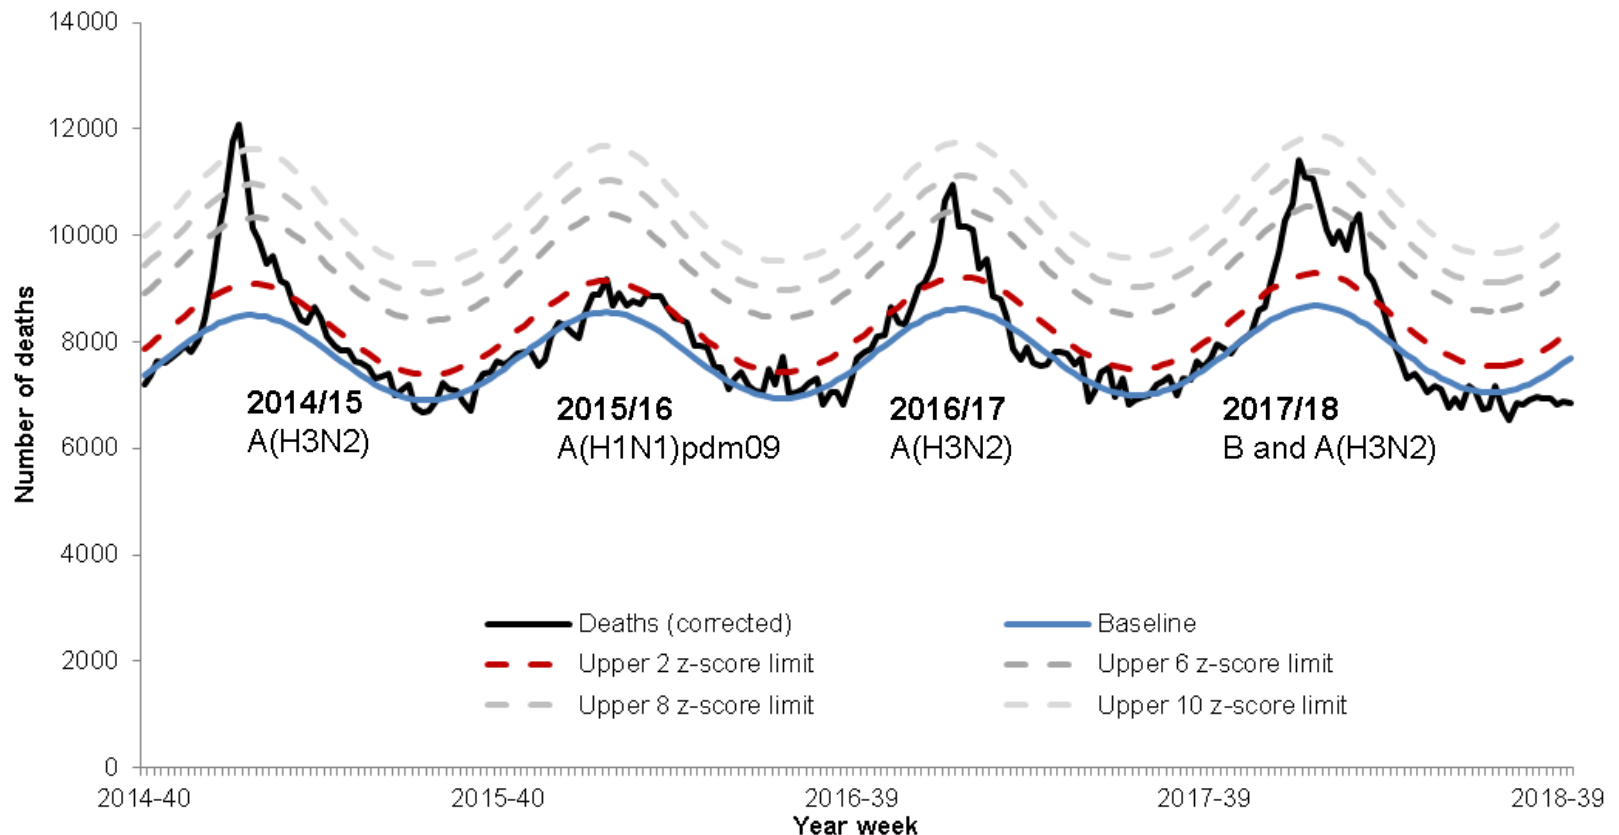 14000
12000
10000
8000
6000
4000
2000
0
Number of deaths
2014/15
A(H3N2)
2015/16
A(H1N1)pdm09
2016/17
A(H3N2)
2017/18
B and A(H3N2)
Deaths (corrected)
Baseline
Upper 2 z-score limit
Upper 6 z-score limit
Upper 8 z-score limit
Upper 10 z-score limit
2014-40
2015-40
2016-39
2017-39
2018-39
Year week